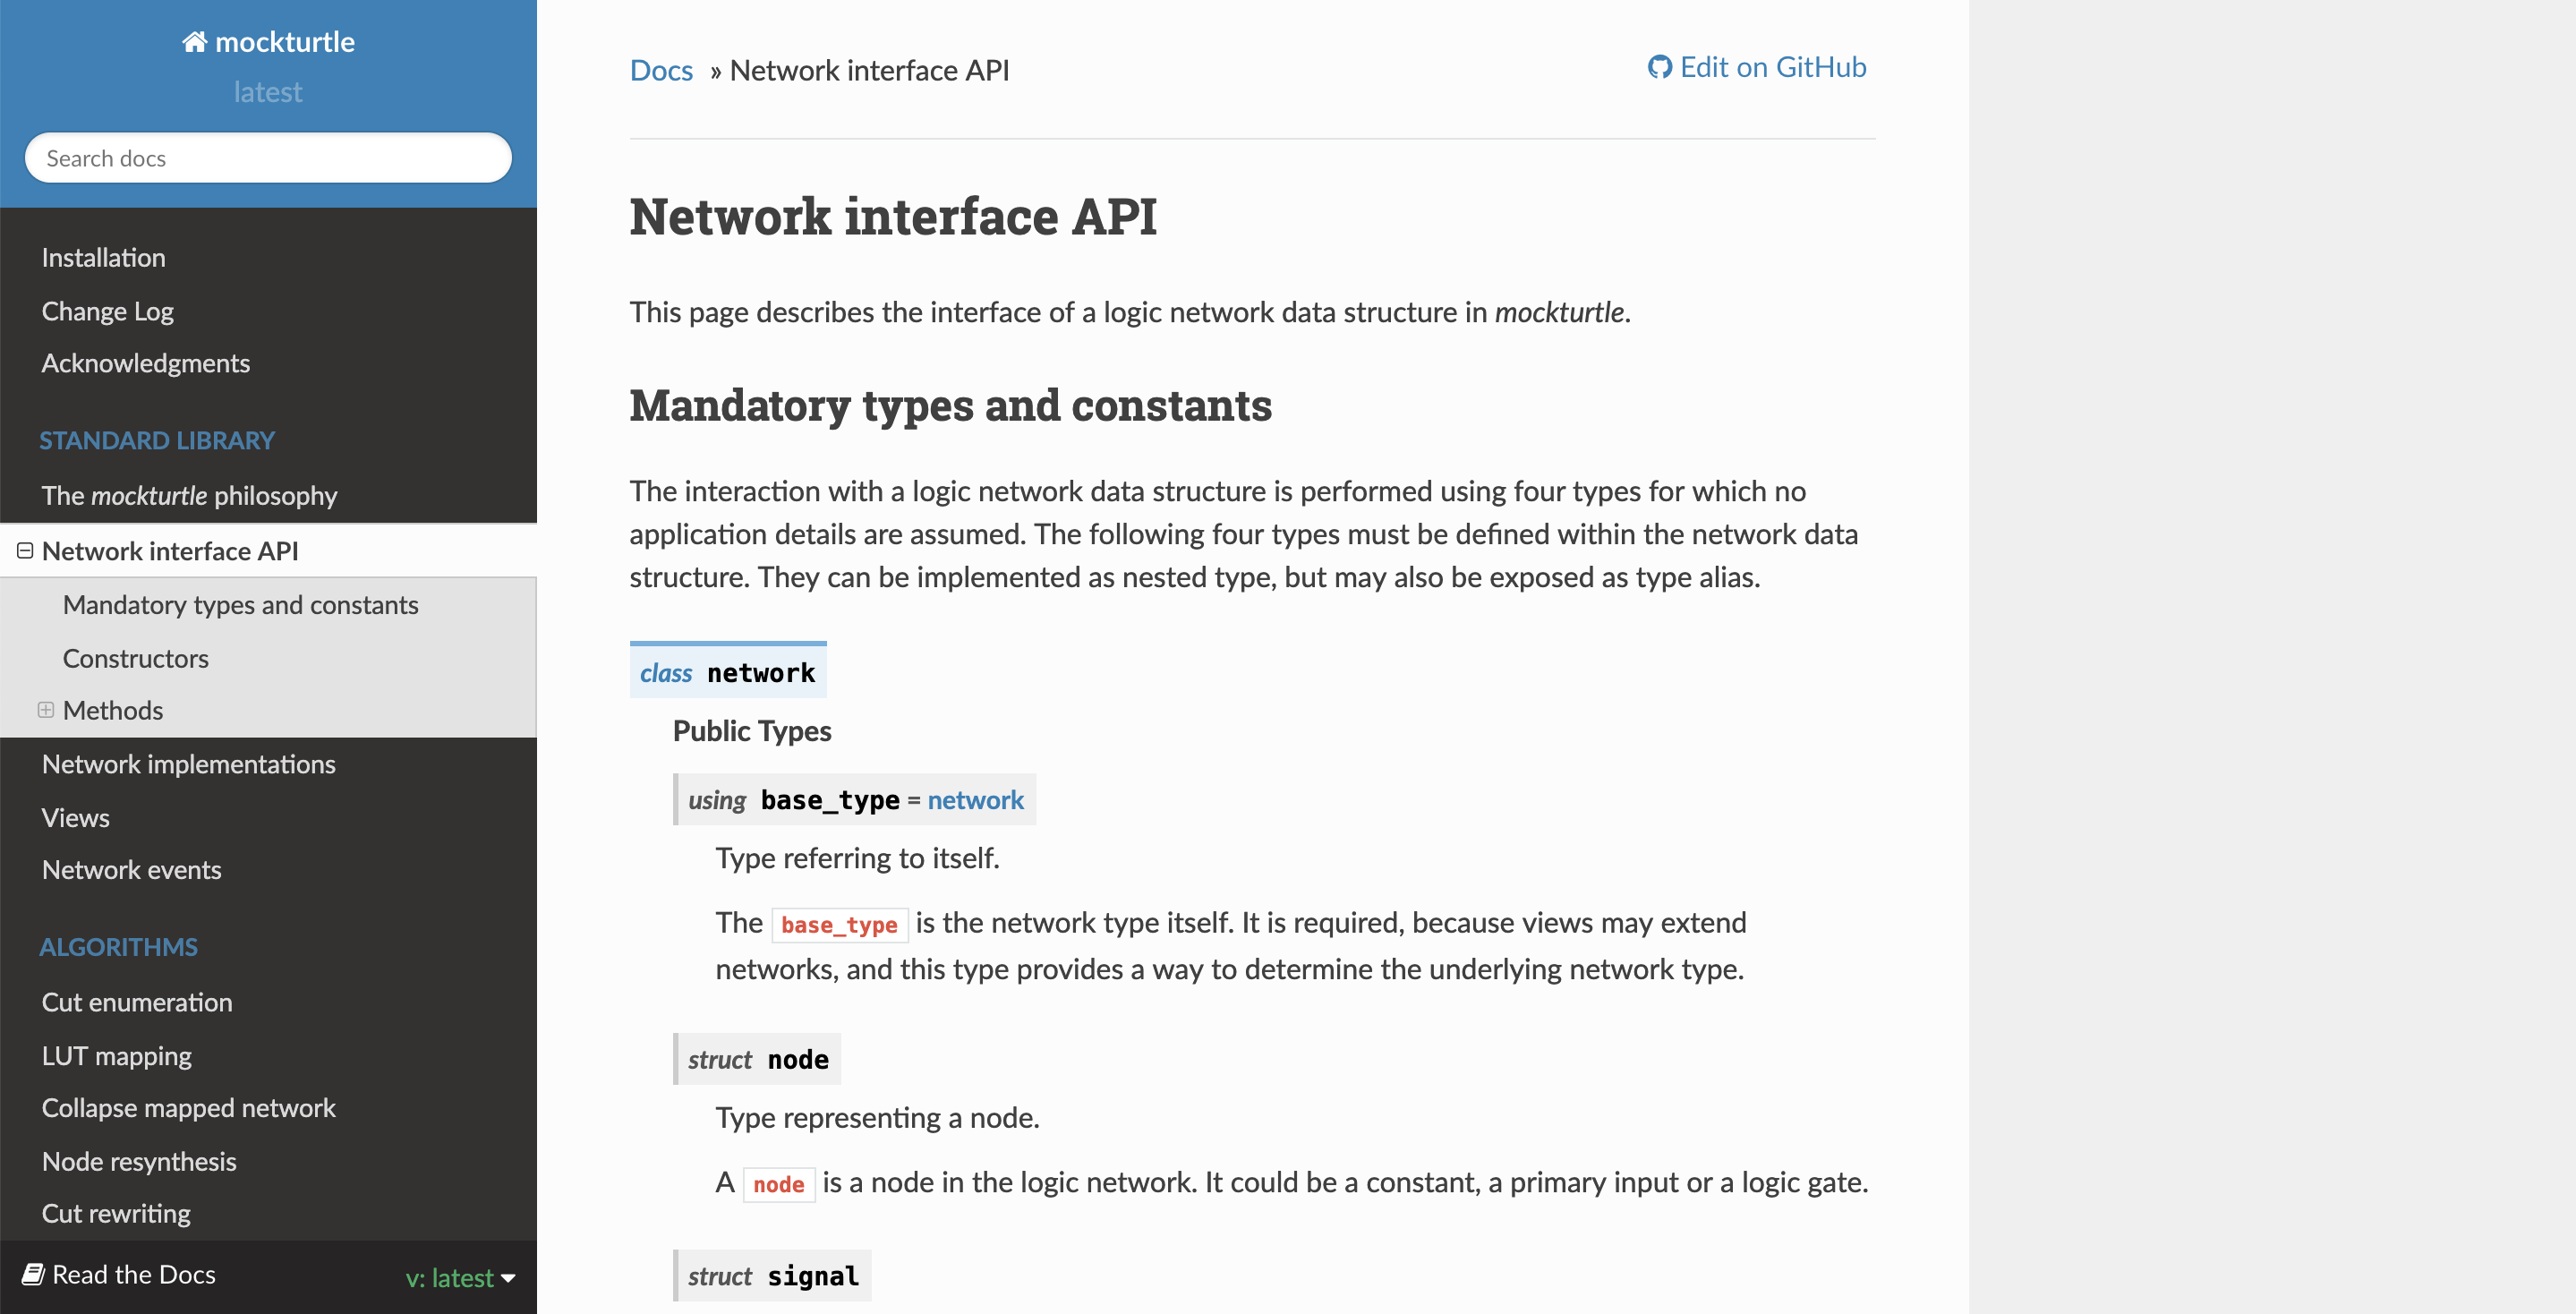 mockturtle
latest
Search docs
Installation
Change Log
Acknowledgments
STANDARD LIBRARY
The mockturtle philosophy
Network interface API
Mandatory types and constants
Constructors
Methods
Network implementations
Views
Network events
ALGORITHMS
Cut enumeration
LUT mapping
Collapse mapped network
Node resynthesis
Cut rewriting
Read the Docs
v: latest
Docs » Network interface API
Edit on GitHub
Network interface API
This page describes the interface of a logic network data structure in mockturtle.
Mandatory types and constants
The interaction with a logic network data structure is performed using four types for which no
application details are assumed. The following four types must be defined within the network data
structure. They can be implemented as nested type, but may also be exposed as type alias.
class network
Public Types
using base_type = network
Type referring to itself.
The base_type is the network type itself. It is required, because views may extend
networks, and this type provides a way to determine the underlying network type.
struct node
Type representing a node.
A node is a node in the logic network. It could be a constant, a primary input or a logic gate.
struct signal